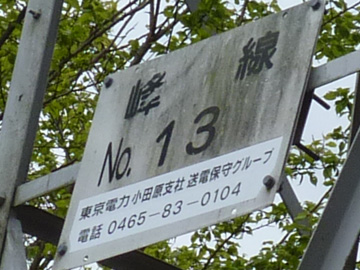 峰線
No. 13
東京電力 小田原支社 送電保守グループ
電話 0465-83-0104